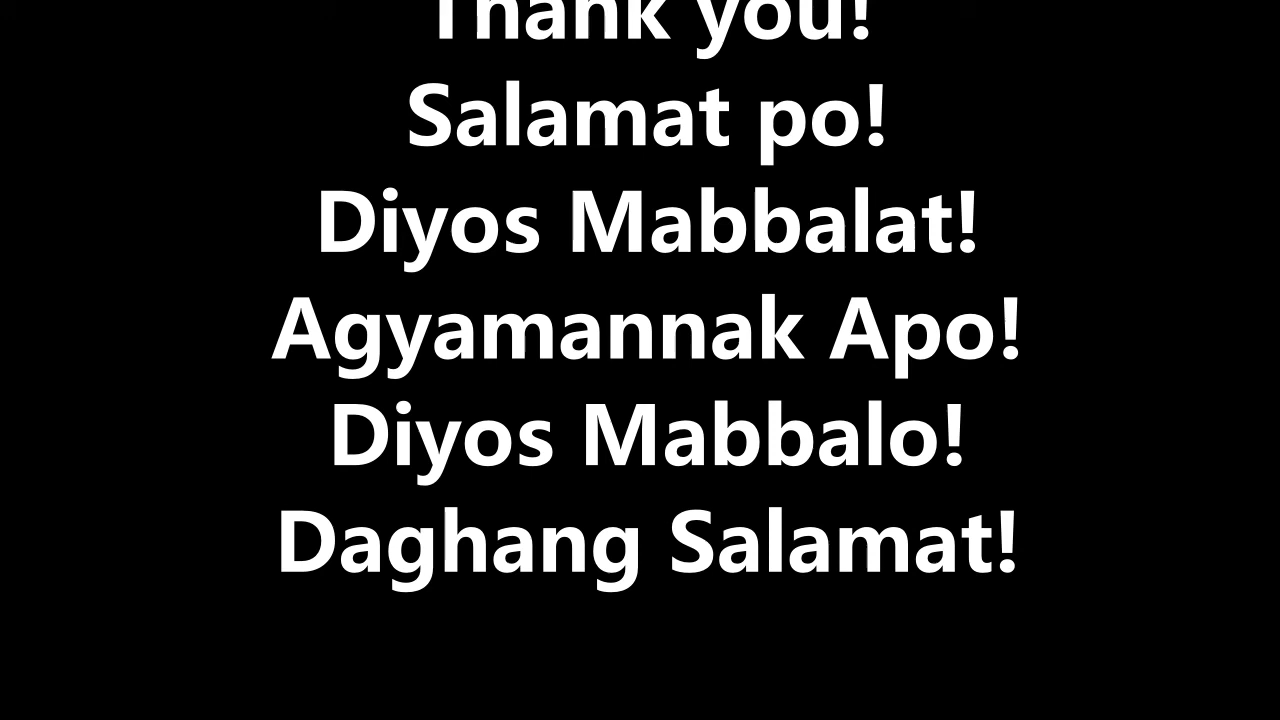 Thank you!
Salamat po!
Diyos Mabbalat!
Agyamannak Apo!
Diyos Mabbalo!
Daghang Salamat!